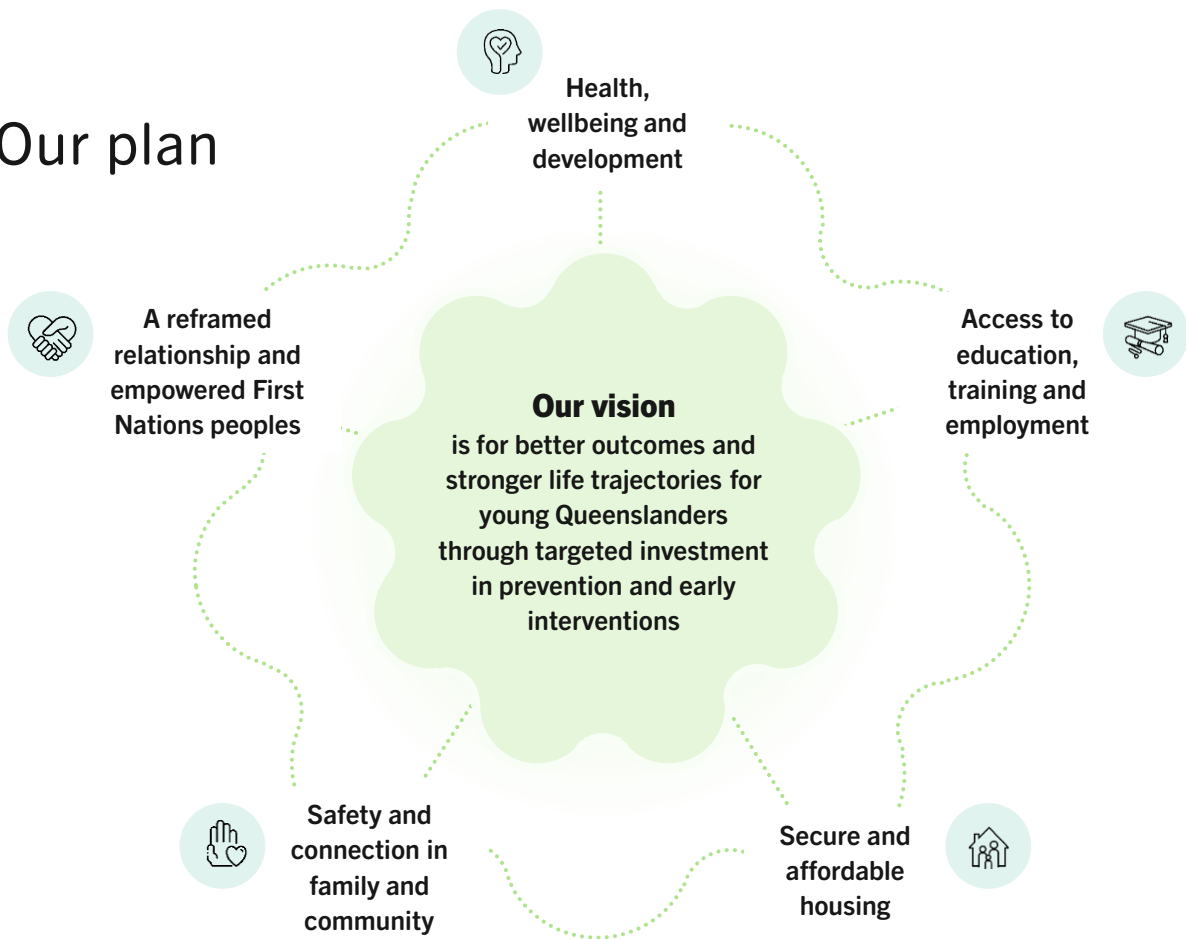 Our plan
Health,
wellbeing and
development
A reframed
relationship and
empowered First
Nations peoples
Access to
education,
training and
employment
Our vision
is for better outcomes and
stronger life trajectories for
young Queenslanders
through targeted investment
in prevention and early
interventions
Safety and
connection in
family and
community
Secure and
affordable
housing